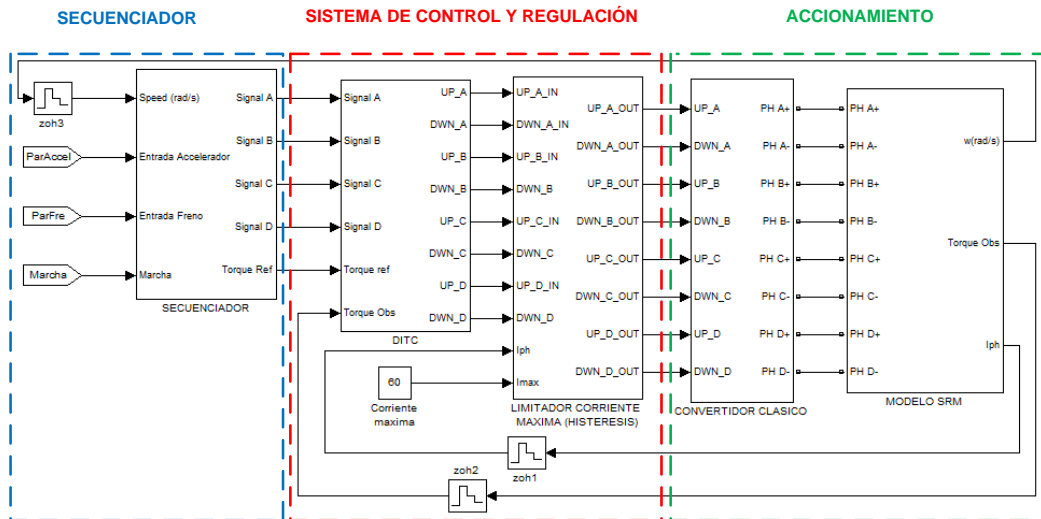 SECUENCIADOR
SISTEMA DE CONTROL Y REGULACIÓN
ACCIONAMIENTO
zoh3
ParAccel
ParFre
Marcha
Speed (rad/s)
Entrada Accelerador
Entrada Freno
Marcha
Signal A
Signal B
Signal C
Signal D
Torque Ref
SECUENCIADOR
Signal A
Signal B
Signal C
Signal D
Torque ref
Torque Obs
UP_A
DWN_A
UP_B
DWN_B
UP_C
DWN_C
UP_D
DWN_D
DITC
60
Corriente
maxima
UP_A_IN
DWN_A_IN
UP_B_IN
DWN_B
UP_C_IN
DWN_C
UP_D_IN
DWN_D
Iph
Imax
UP_A_OUT
DWN_A_OUT
UP_B_OUT
DWN_B_OUT
UP_C_OUT
DWN_C_OUT
UP_D_OUT
DWN_D_OUT
LIMITADOR CORRIENTE
MAXIMA (HISTERESIS)
zoh1
zoh2
UP_A
DWN_A
UP_B
DWN_B
UP_C
DWN_C
UP_D
DWN_D
PH A+
PH A-
PH B+
PH B-
PH C+
PH C-
PH D+
PH D-
CONVERTIDOR CLASICO
PH A+
PH A-
PH B+
PH B-
PH C+
PH C-
PH D+
PH D-
w(rad/s)
Torque Obs
Iph
MODELO SRM